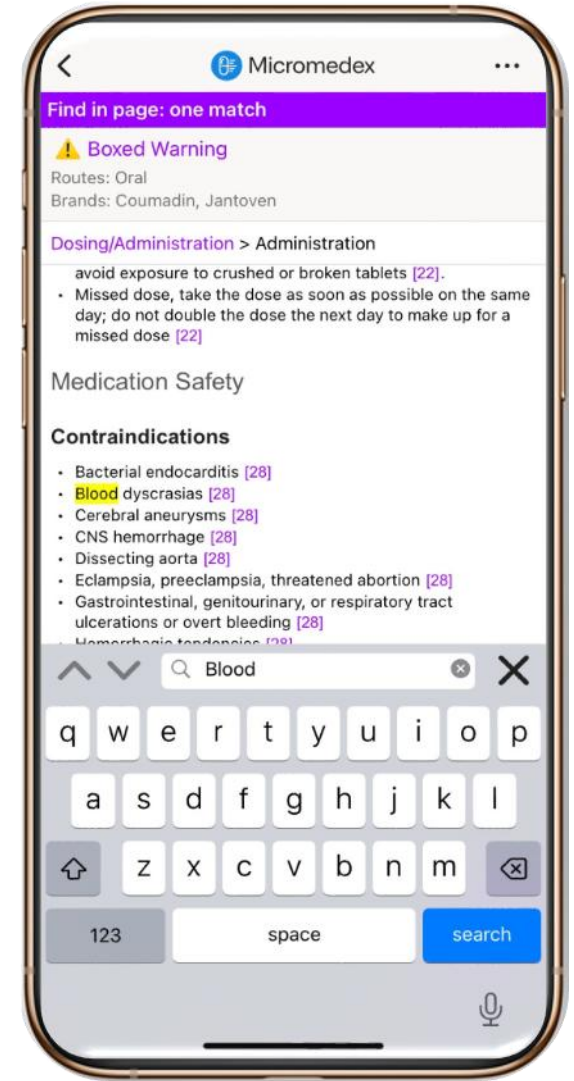 Micromedex
Find in page: one match
Boxed Warning
Routes: Oral
Brands: Coumadin, Jantoven
Dosing/Administration > Administration
avoid exposure to crushed or broken tablets [22].
• Missed dose, take the dose as soon as possible on the same
day; do not double the dose the next day to make up for a
missed dose [22]
Medication Safety
Contraindications
• Bacterial endocarditis [28]
• Blood dyscrasias [28]
• Cerebral aneurysms [28]
• CNS hemorrhage [28]
• Dissecting aorta [28]
• Eclampsia, preeclampsia, threatened abortion [28]
• Gastrointestinal, genitourinary, or respiratory tract
ulcerations or overt bleeding [28]
• Hemorrhagic tendencies [28]
Blood
q w e r t y u i o p
a s d f g h j k l
z x c v b n m
123 space search